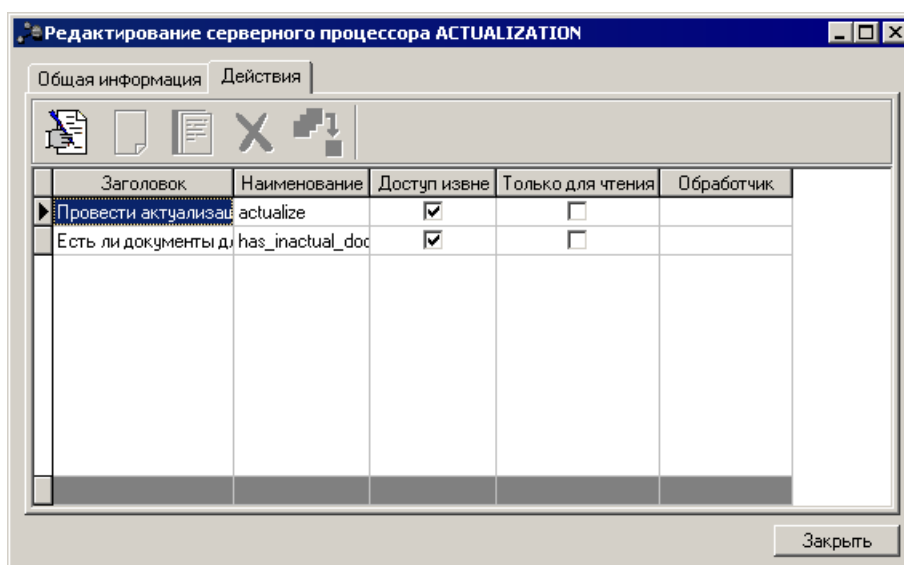 Редактирование серверного процессора ACTUALIZATION
Общая информация Действия
Заголовок Наименование Доступ извне Только для чтения Обработчик
Провести актуализац actualize
Есть ли документы дл has_inactual_doc
Закрыть